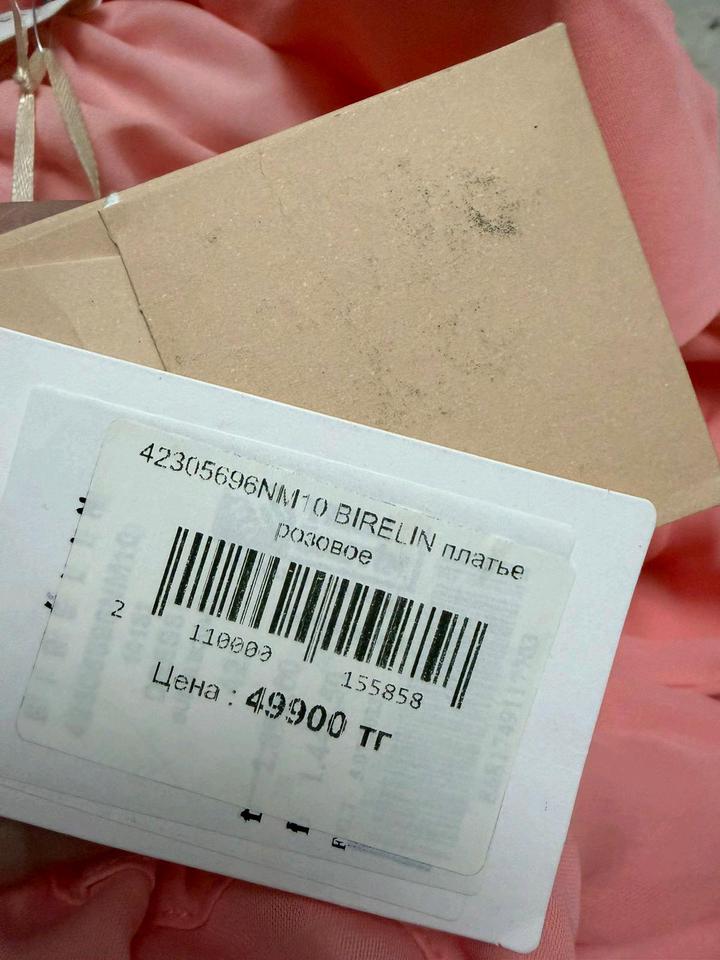 42305696NM10 BIRELIN платье
розовое
2 110000 155858
Цена : 49900 тг